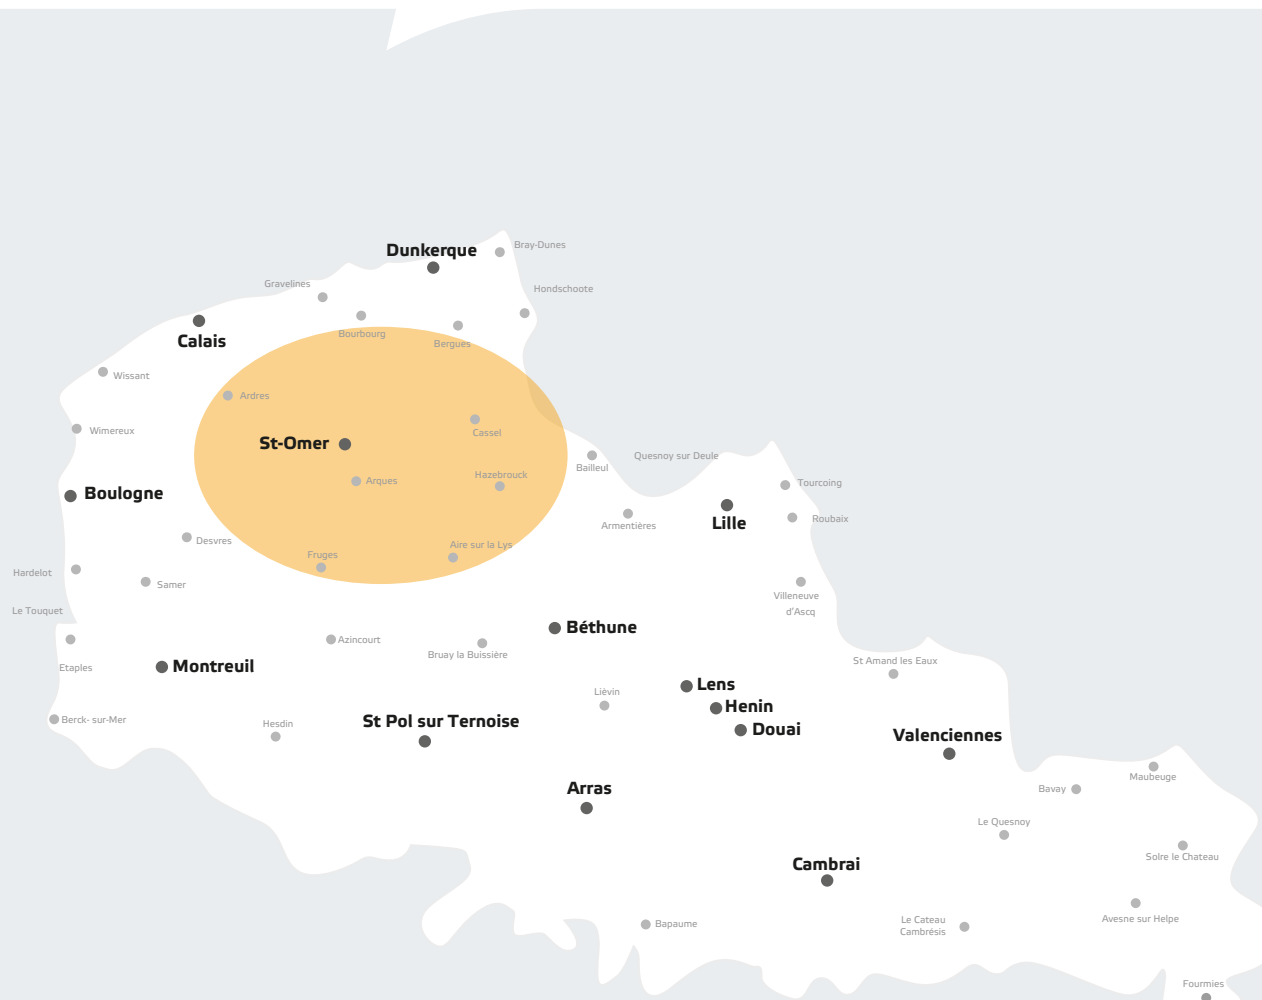 Bray-Dunes
Dunkerque
Gravelines
Hondschoote
Bourbourg
Calais
Bergues
Wissant
Ardres
Wimereux
Cassel
St-Omer
Quesnoy sur Deule
Bailleul
Hazebrouck
Arques
Tourcoing
Boulogne
Roubaix
Lille
Armentières
Desvres
Aire sur la Lys
Fruges
Hardelot
Samer
Villeneuve
d'Ascq
Le Touquet
Béthune
Azincourt
Bruay la Buissière
St Amand les Eaux
Montreuil
Etaples
Lens
Liévin
Henin
Berck- sur-Mer
St Pol sur Ternoise
Hesdin
Douai
Valenciennes
Maubeuge
Arras
Bavay
Le Quesnoy
Solre le Chateau
Cambrai
Le Cateau
Cambrésis
Avesne sur Helpe
Bapaume
Fourmies